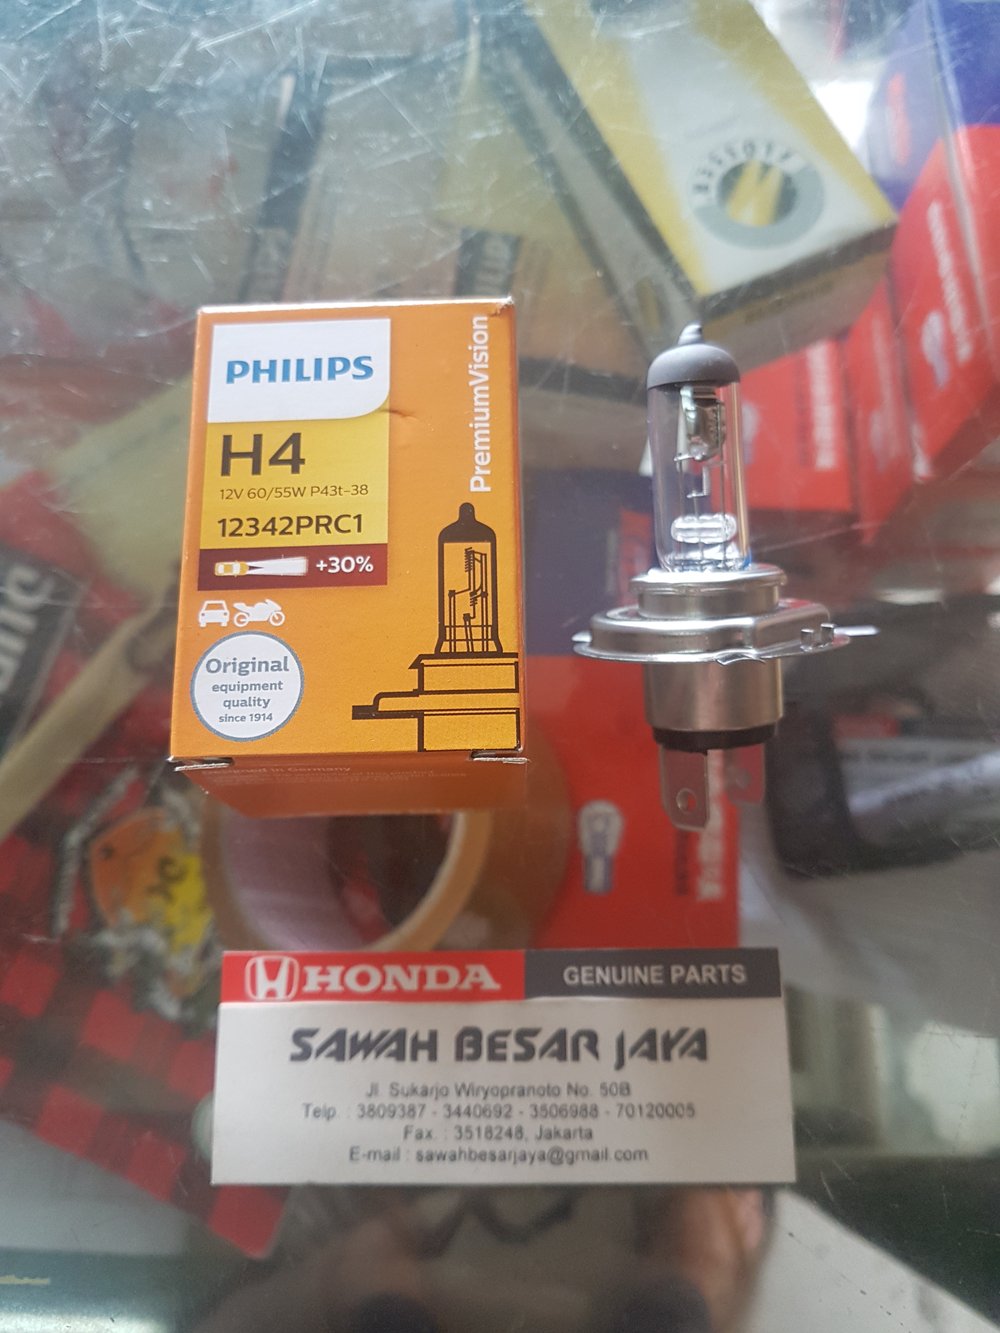 PHILIPS
PremiumVision
H4
12V 60/55W P43t-38
12342PRC1
+30%
Original
equipment
quality
since 1914
HONDA
GENUINE PARTS
SAWAH BESAR JAYA
Jl. Sukarjo Wiryopranoto No. 50B
Telp. : 3809387 - 3440692 - 3506988 - 70120005
Fax. : 3518248, Jakarta
E-mail : sawahbesarjaya@gmail.com